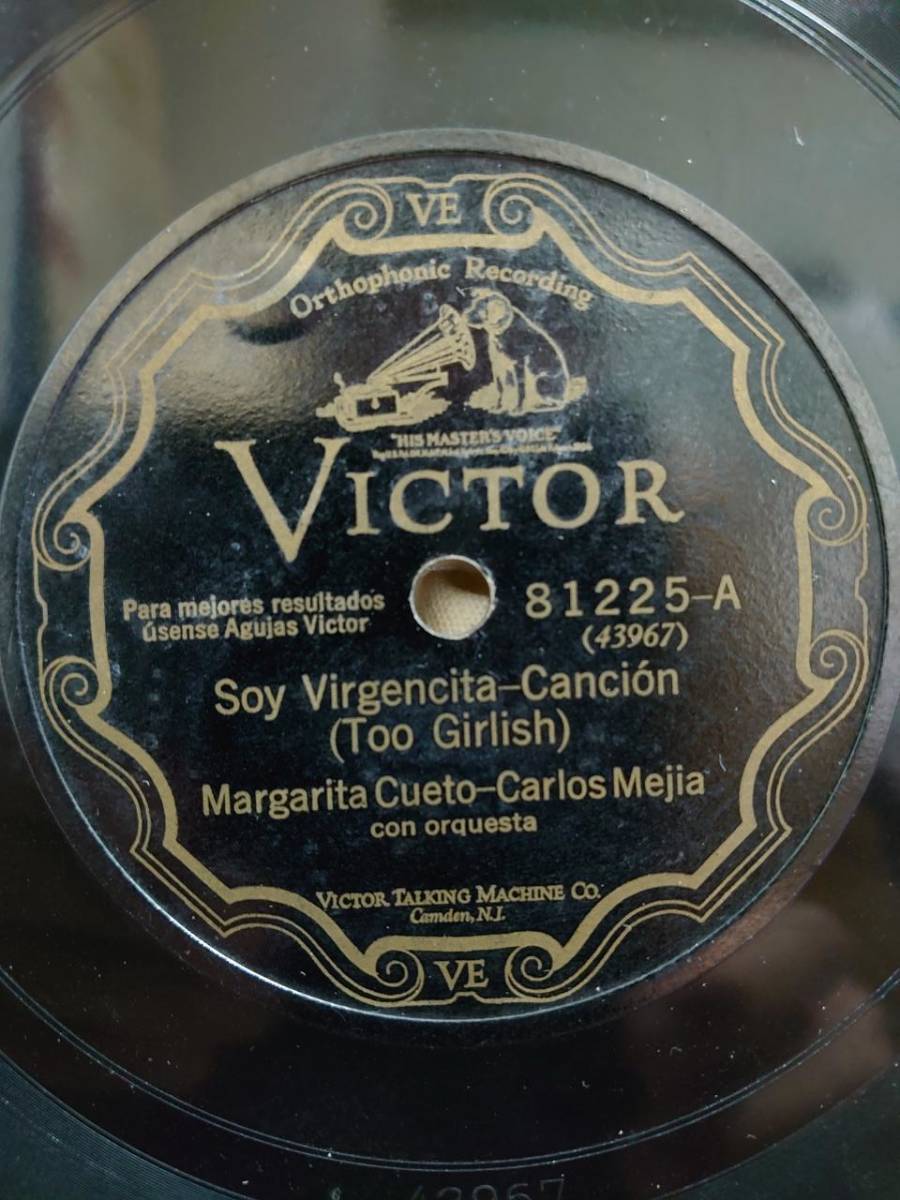 VE
Orthophonic Recording
"HIS MASTER'S VOICE"
VICTOR
Para mejores resultados
úsense Agujas Victor
81225-A
(43967)
Soy Virgencita-Canción
(Too Girlish)
Margarita Cueto-Carlos Mejia
con orquesta
VICTOR TALKING MACHINE CO.
Camden, N.J.
VE
43967